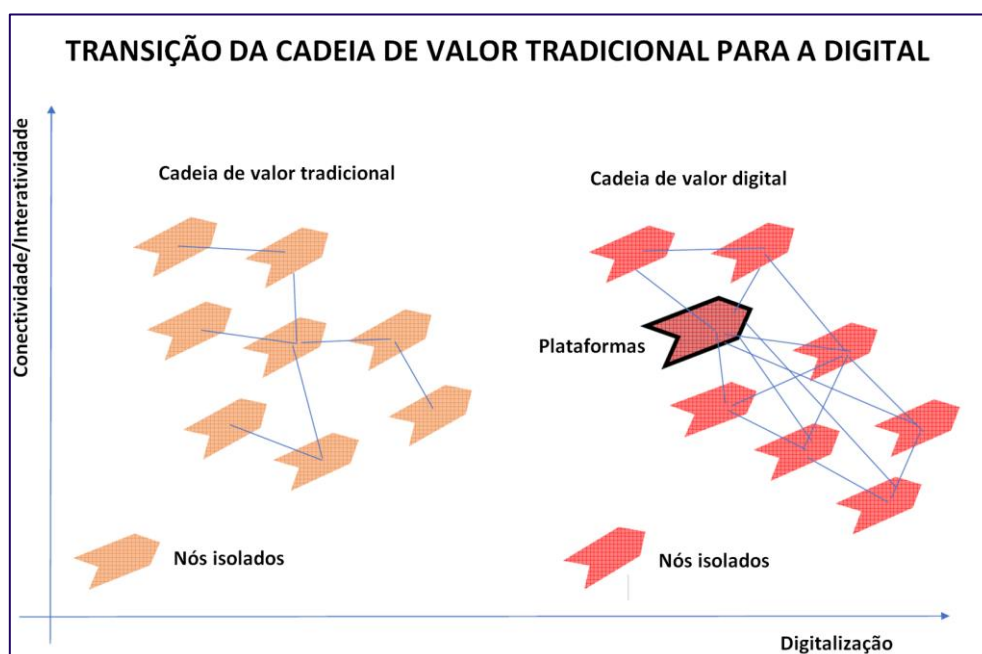 TRANSIÇÃO DA CADEIA DE VALOR TRADICIONAL PARA A DIGITAL
Conectividade/Interatividade
Cadeia de valor tradicional
Cadeia de valor digital
Plataformas
Nós isolados
Nós isolados
Digitalização